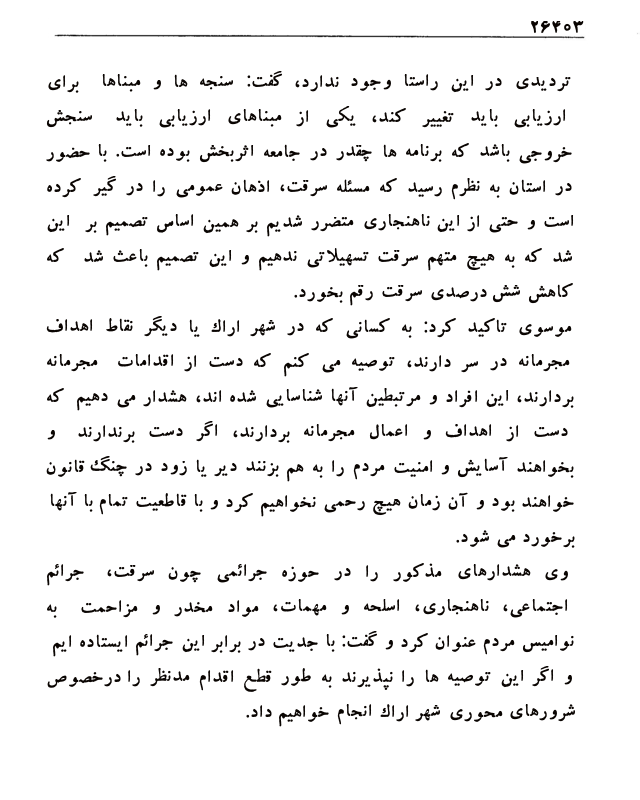 ۲۶۴۰۳
تردیدی در این راستا وجود ندارد، گفت: سنجه ها و مبناها برای
ارزیابی باید تغییر کند، یکی از مبناهای ارزیابی باید سنجش
خروجی باشد که برنامه ها چقدر در جامعه اثربخش بوده است. با حضور
در استان به نظرم رسید که مسئله سرقت، اذهان عمومی را در گیر کرده
است و حتی از این ناهنجاری متضرر شدیم بر همین اساس تصمیم بر این
شد که به هیچ متهم سرقت تسهیلاتی ندهیم و این تصمیم باعث شد که
کاهش شش درصدی سرقت رقم بخورد.
موسوی تاکید کرد: به کسانی که در شهر اراك یا دیگر نقاط اهداف
مجرمانه در سر دارند، توصیه می کنم که دست از اقدامات مجرمانه
بردارند، این افراد و مرتبطین آنها شناسایی شده اند، هشدار می دهیم که
دست از اهداف و اعمال مجرمانه بردارند، اگر دست برندارند و
بخواهند آسایش و امنیت مردم را به هم بزنند دیر یا زود در چنگ قانون
خواهند بود و آن زمان هیچ رحمی نخواهیم کرد و با قاطعیت تمام با آنها
برخورد می شود.
وی هشدارهای مذکور را در حوزه جرائمی چون سرقت، جرائم
اجتماعی، ناهنجاری، اسلحه و مهمات، مواد مخدر و مزاحمت به
نوامیس مردم عنوان کرد و گفت: با جدیت در برابر این جرائم ایستاده ایم
و اگر این توصیه ها را نپذیرند به طور قطع اقدام مدنظر را درخصوص
شرورهای محوری شهر اراك انجام خواهیم داد.